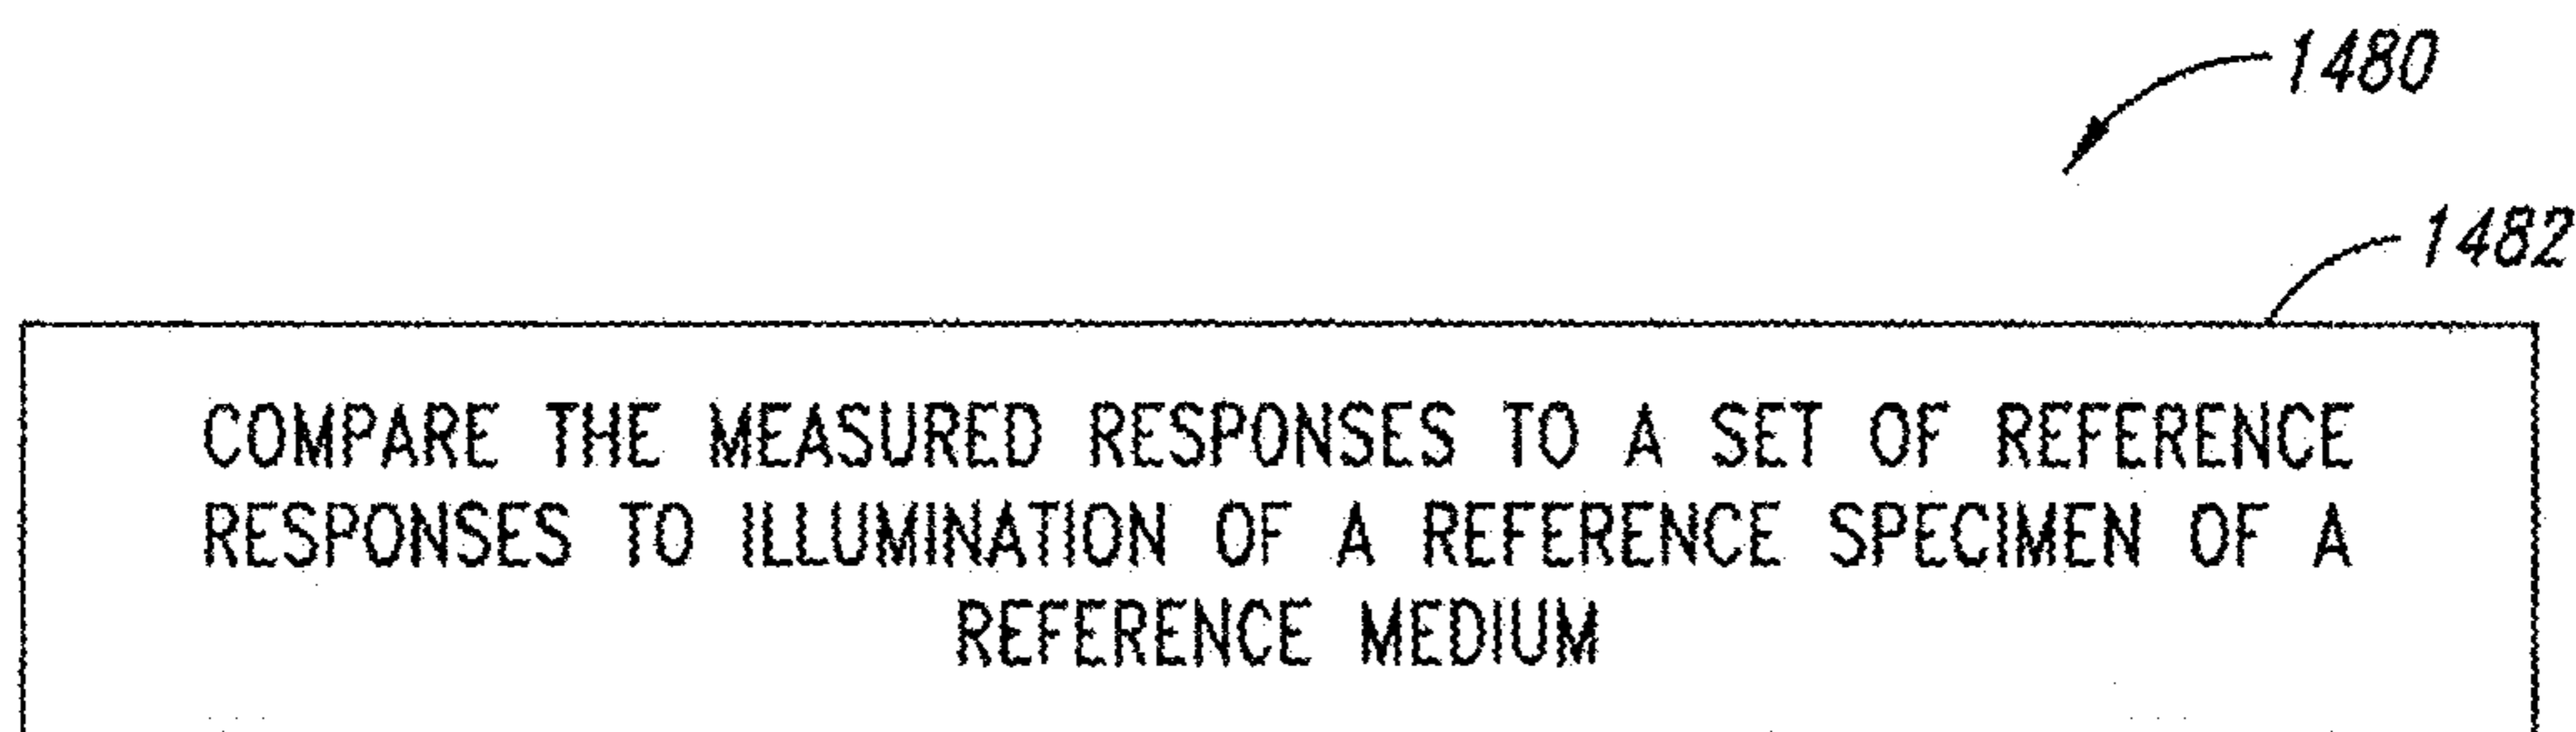 1480
1482
COMPARE THE MEASURED RESPONSES TO A SET OF REFERENCE
RESPONSES TO ILLUMINATION OF A REFERENCE SPECIMEN OF A
REFERENCE MEDIUM